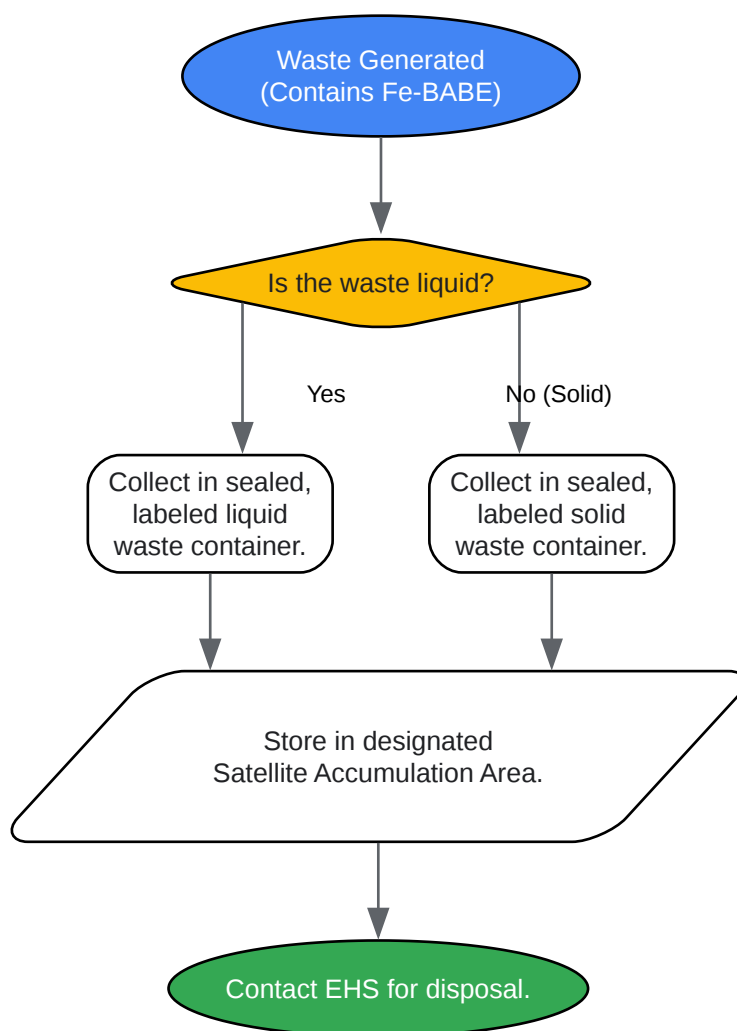 Waste Generated
(Contains Fe-BABE)
Is the waste liquid?
Yes
No (Solid)
Collect in sealed,
labeled liquid
waste container.
Collect in sealed,
labeled solid
waste container.
Store in designated
Satellite Accumulation Area.
Contact EHS for disposal.